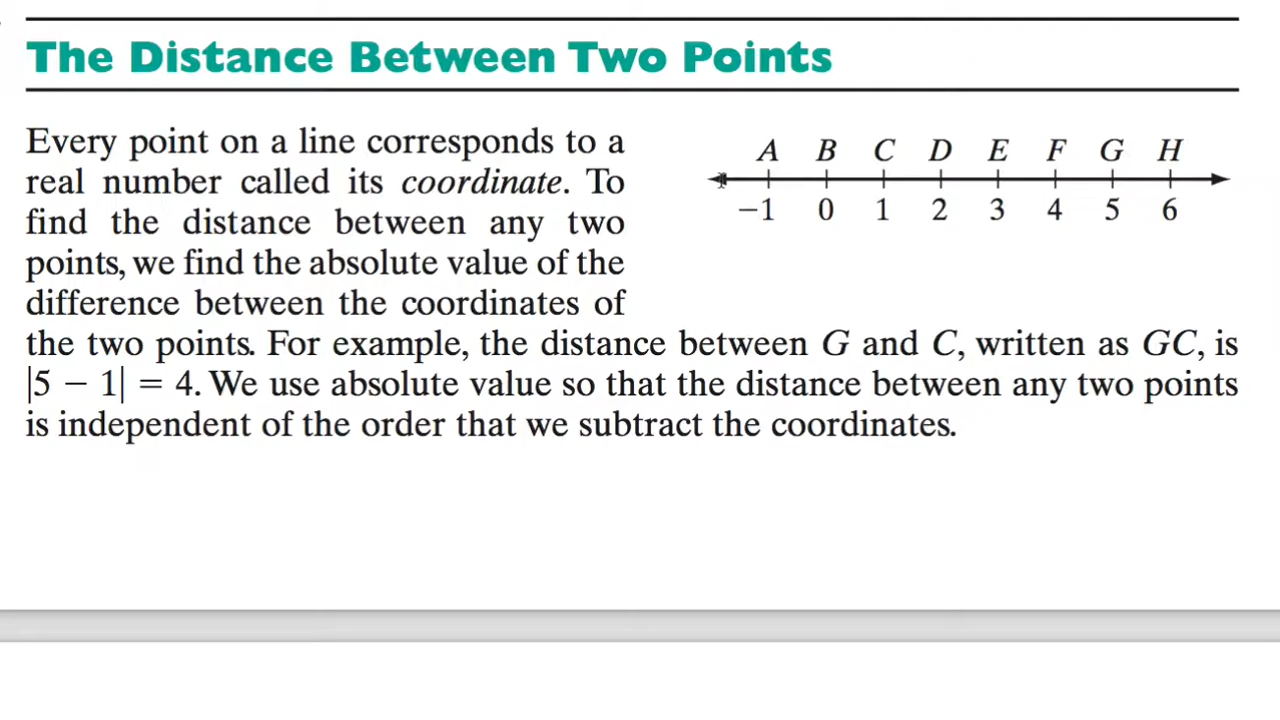 The Distance Between Two Points
Every point on a line corresponds to a
real number called its coordinate. To
find the distance between any two
points, we find the absolute value of the
difference between the coordinates of
the two points. For example, the distance between G and C, written as GC, is
|5 − 1| = 4. We use absolute value so that the distance between any two points
is independent of the order that we subtract the coordinates.
A B C D E F G H
−1 0 1 2 3 4 5 6